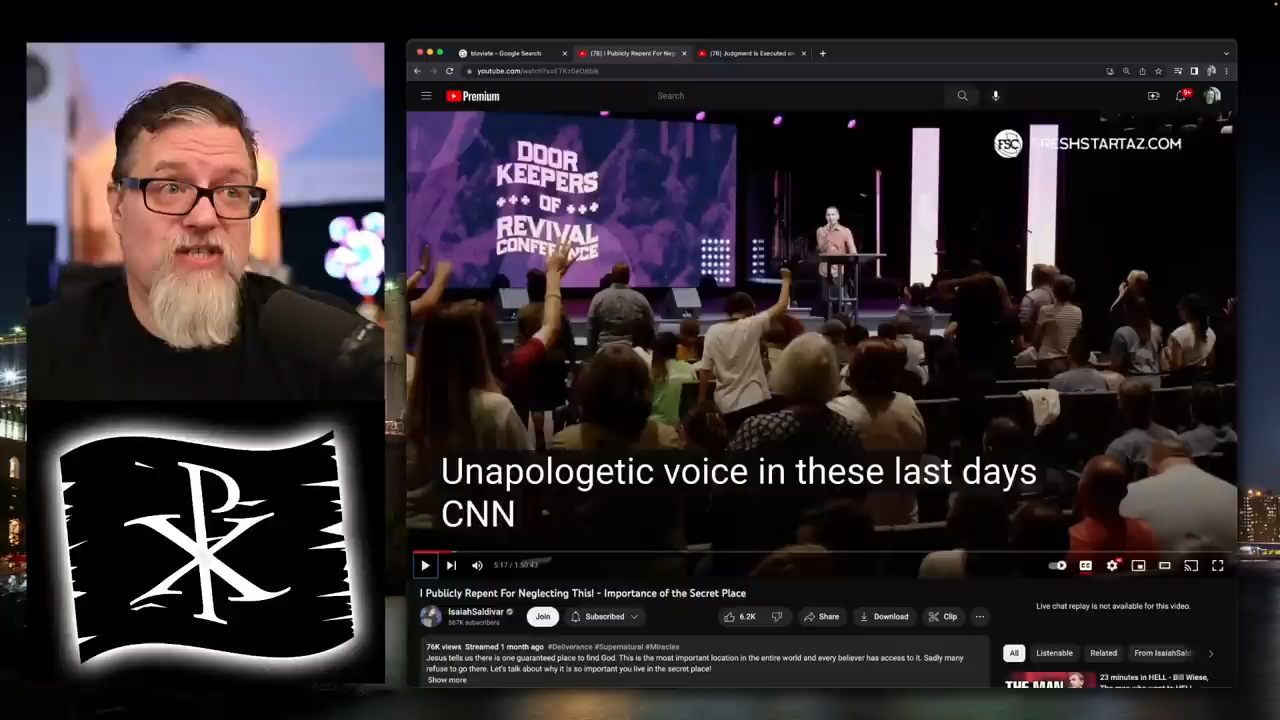 bloviate - Google Search
(76) I Publicly Repent For Neg
(76) Judgment Is Executed on
Premium
Search
9+
DOOR
KEEPERS
OF
REVIVAL
CONFERENCE
FSC
RESHSTARTAZ.COM
Unapologetic voice in these last days
CNN
5:17 / 1:50:43
I Publicly Repent For Neglecting This! - Importance of the Secret Place
IsaiahSaldivar
567K subscribers
Join
Subscribed
6.2K
Share
Download
Clip
Live chat replay is not available for this video.
76K views Streamed 1 month ago #Deliverance #Supernatural #Miracles
Jesus tells us there is one guaranteed place to find God. This is the most important location in the entire world and every believer has access to it. Sadly many
refuse to go there. Let's talk about why it is so important you live in the secret place!
Show more
All
Listenable
Related
From IsaiahSald
THE MAN
23 minutes in HELL - Bill Wiese,